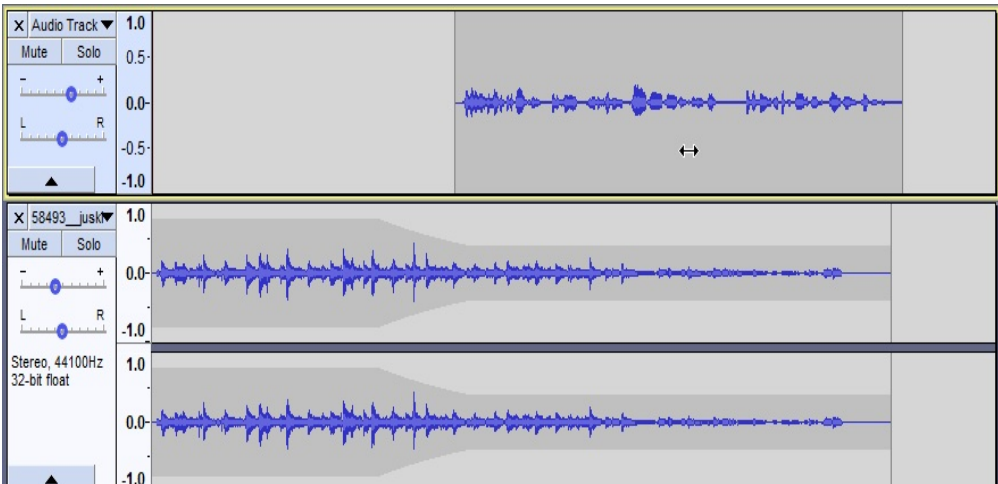 X Audio Track 1.0
Mute Solo 0.5
- + 0.0
L R -0.5
-1.0
X 58493__juskf 1.0
Mute Solo
- + 0.0
L R -1.0
Stereo, 44100Hz 1.0
32-bit float
0.0
-1.0